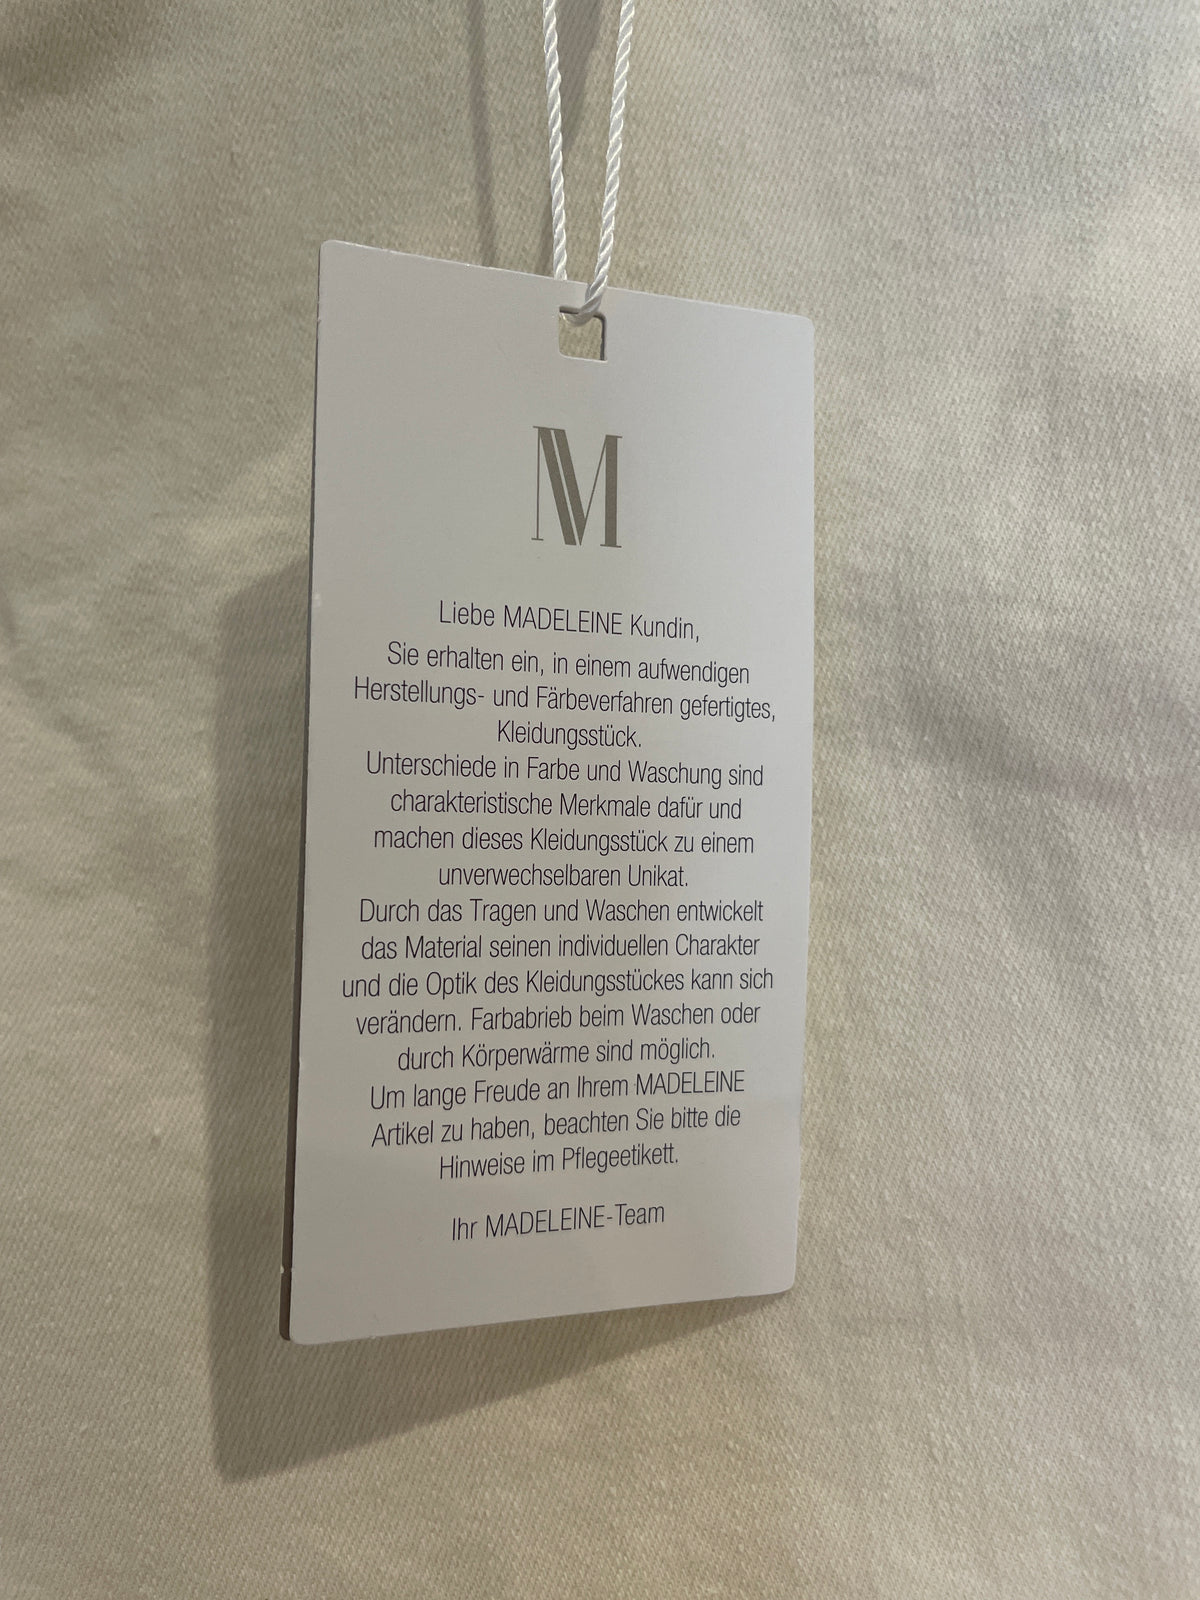 M
Liebe MADELEINE Kundin,
Sie erhalten ein, in einem aufwendigen
Herstellungs- und Färbeverfahren gefertigtes,
Kleidungsstück.
Unterschiede in Farbe und Waschung sind
charakteristische Merkmale dafür und
machen dieses Kleidungsstück zu einem
unverwechselbaren Unikat.
Durch das Tragen und Waschen entwickelt
das Material seinen individuellen Charakter
und die Optik des Kleidungsstückes kann sich
verändern. Farbabrieb beim Waschen oder
durch Körperwärme sind möglich.
Um lange Freude an Ihrem MADELEINE
Artikel zu haben, beachten Sie bitte die
Hinweise im Pflegeetikett.
Ihr MADELEINE-Team